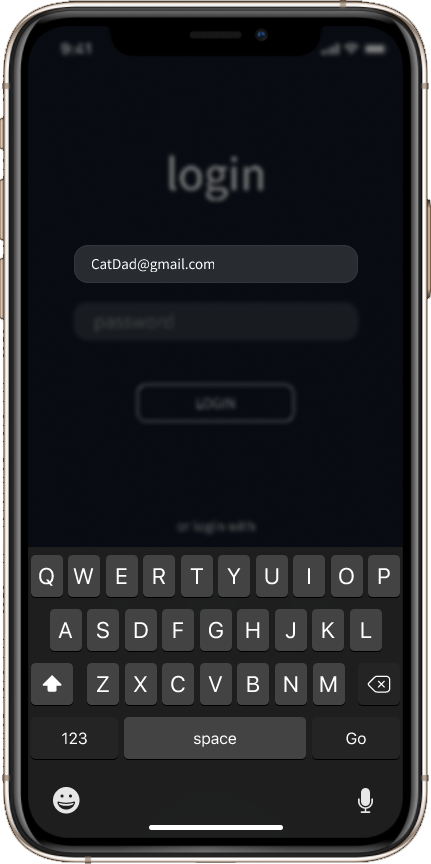 9:41
login
CatDad@gmail.com
password
LOGIN
or login with
Q W E R T Y U I O P
A S D F G H J K L
Z X C V B N M
123 space Go